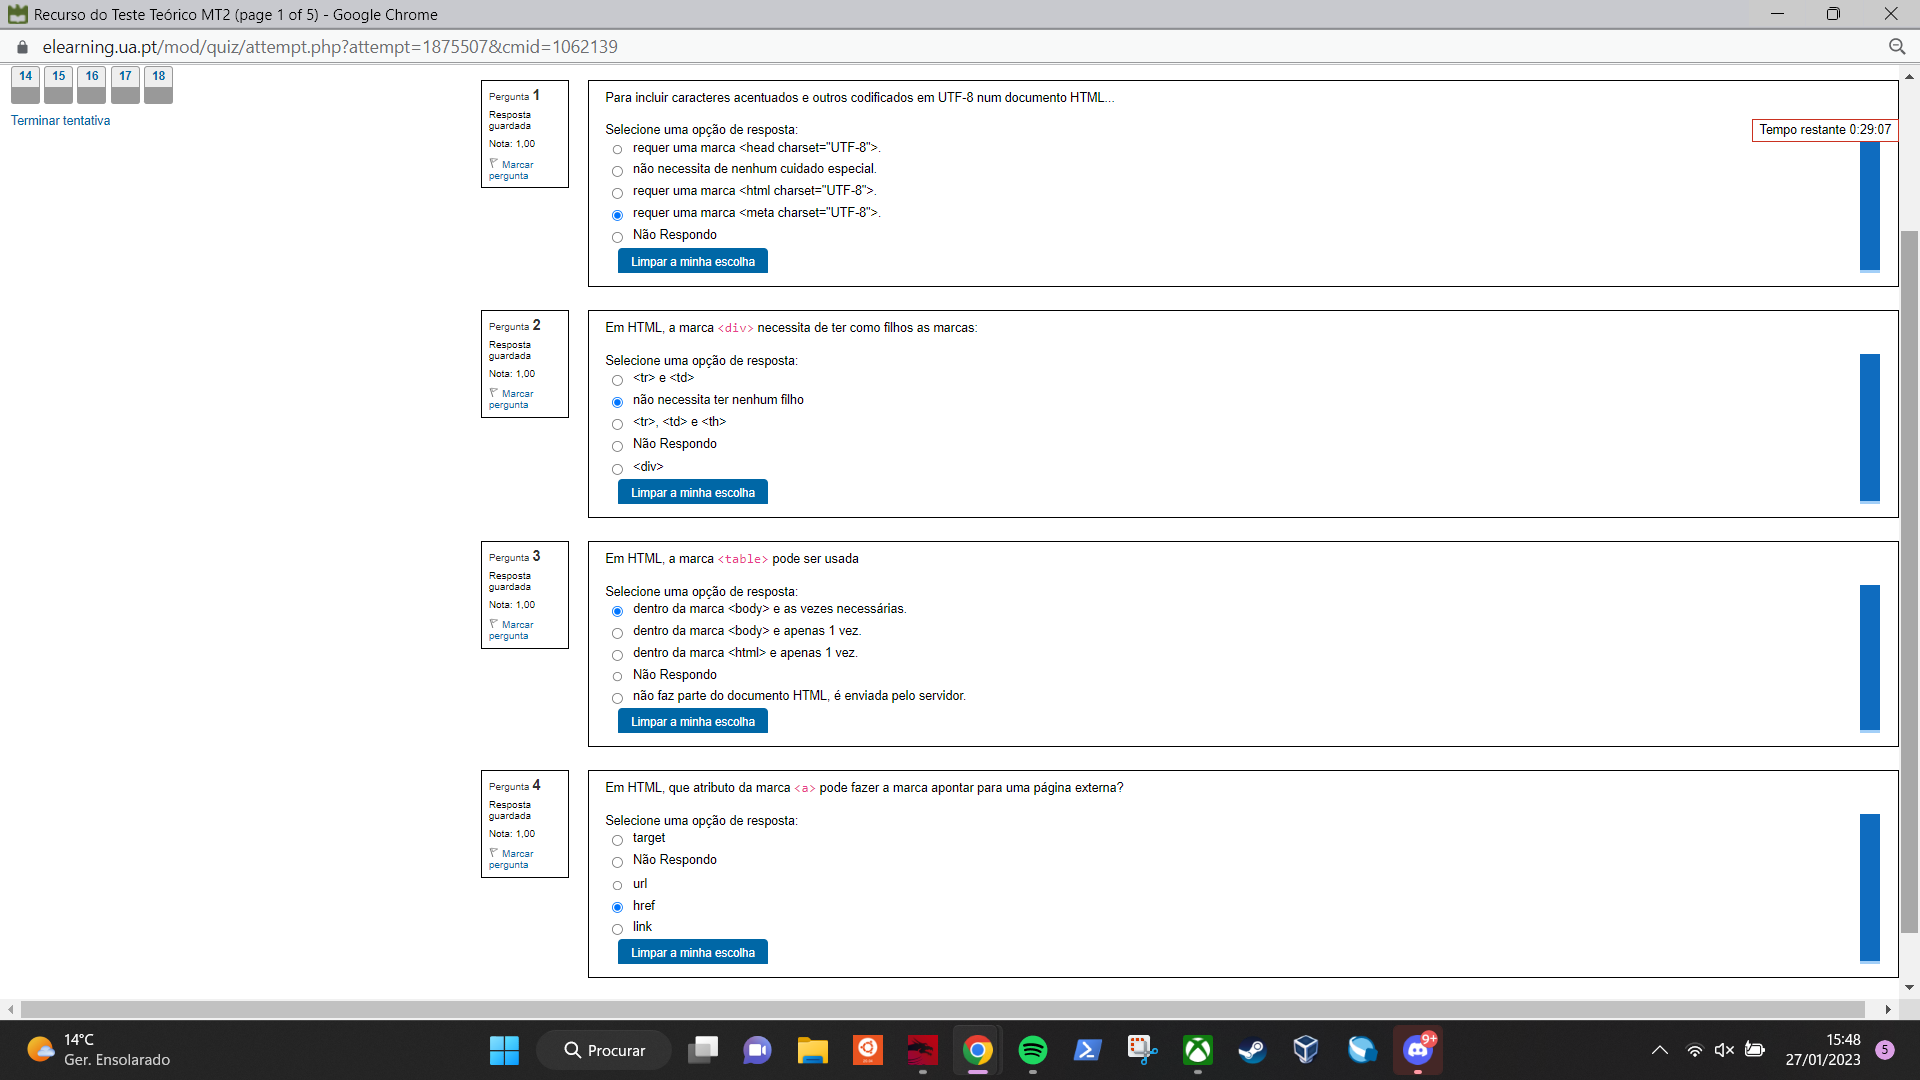 Recurso do Teste Teórico MT2 (page 1 of 5) - Google Chrome
elearning.ua.pt/mod/quiz/attempt.php?attempt=1875507&cmid=1062139
14 15 16 17 18
Terminar tentativa
Tempo restante 0:29:07
Pergunta 1
Resposta
guardada
Nota: 1,00
Marcar
pergunta
Para incluir caracteres acentuados e outros codificados em UTF-8 num documento HTML...
Selecione uma opção de resposta:
requer uma marca <head charset="UTF-8">.
não necessita de nenhum cuidado especial.
requer uma marca <html charset="UTF-8">.
requer uma marca <meta charset="UTF-8">.
Não Respondo
Limpar a minha escolha
Pergunta 2
Resposta
guardada
Nota: 1,00
Marcar
pergunta
Em HTML, a marca <div> necessita de ter como filhos as marcas:
Selecione uma opção de resposta:
<tr> e <td>
não necessita ter nenhum filho
<tr>, <td> e <th>
Não Respondo
<div>
Limpar a minha escolha
Pergunta 3
Resposta
guardada
Nota: 1,00
Marcar
pergunta
Em HTML, a marca <table> pode ser usada
Selecione uma opção de resposta:
dentro da marca <body> e as vezes necessárias.
dentro da marca <body> e apenas 1 vez.
dentro da marca <html> e apenas 1 vez.
Não Respondo
não faz parte do documento HTML, é enviada pelo servidor.
Limpar a minha escolha
Pergunta 4
Resposta
guardada
Nota: 1,00
Marcar
pergunta
Em HTML, que atributo da marca <a> pode fazer a marca apontar para uma página externa?
Selecione uma opção de resposta:
target
Não Respondo
url
href
link
Limpar a minha escolha
14°C
Ger. Ensolarado
Procurar
9+
15:48
27/01/2023
5